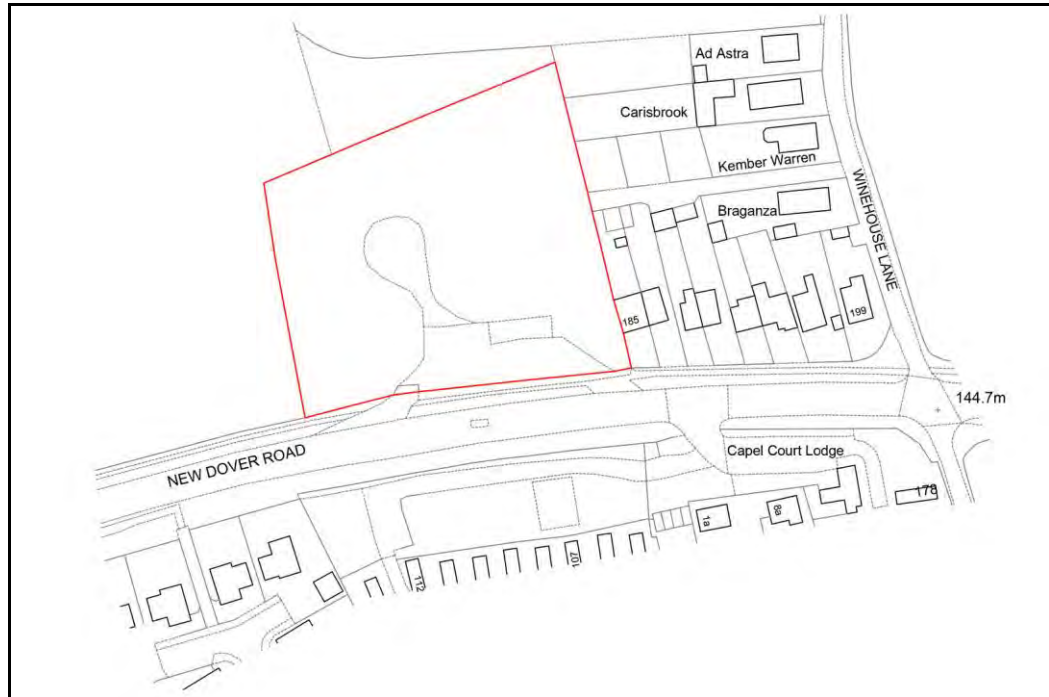 Ad Astra
Carisbrook
Kember Warren
Braganza
WINEHOUSE LANE
185
199
144.7m
NEW DOVER ROAD
Capel Court Lodge
178
1a
8a
107
112